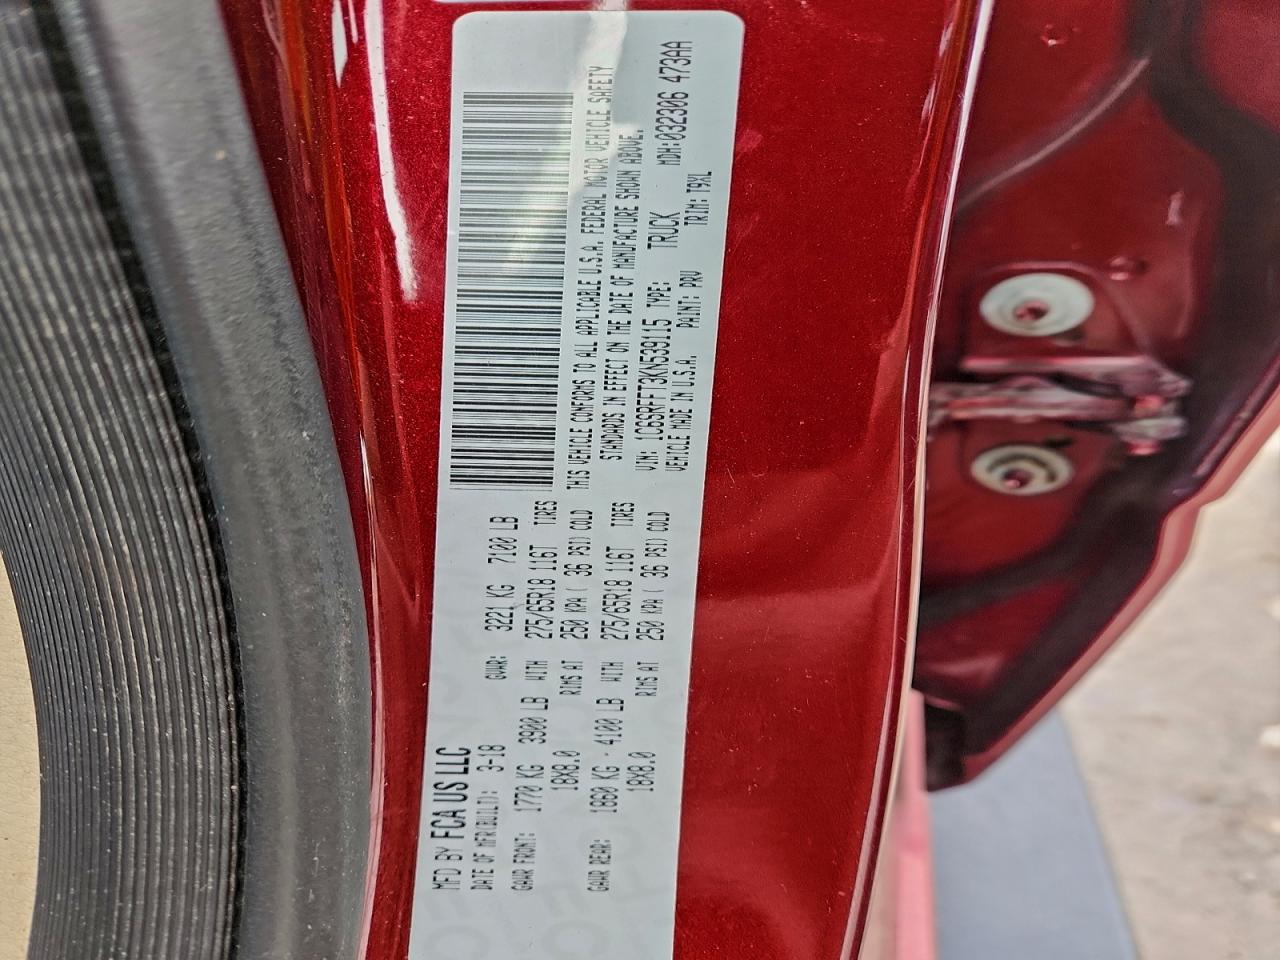 MFD BY FCA US LLC
DATE OF MFR(BUILT): 3-18 GVWR: 3221 KG 7100 LB
GAWR FRONT: 1770 KG 3900 LB WITH 275/65R18 116T TIRES
18X8.0 RIMS AT 250 KPA ( 36 PSI) COLD
GAWR REAR: 1860 KG - 4100 LB WITH 275/65R18 116T TIRES
18X8.0 RIMS AT 250 KPA ( 36 PSI) COLD
THIS VEHICLE CONFORMS TO ALL APPLICABLE U.S.A. FEDERAL MOTOR VEHICLE SAFETY
STANDARDS IN EFFECT ON THE DATE OF MANUFACTURE SHOWN ABOVE.
VIN: 1C6SRFFT3KN539115 TYPE: TRUCK MDH:032306 473AA
VEHICLE MADE IN U.S.A. PAINT: PRV TRIM: T9XL